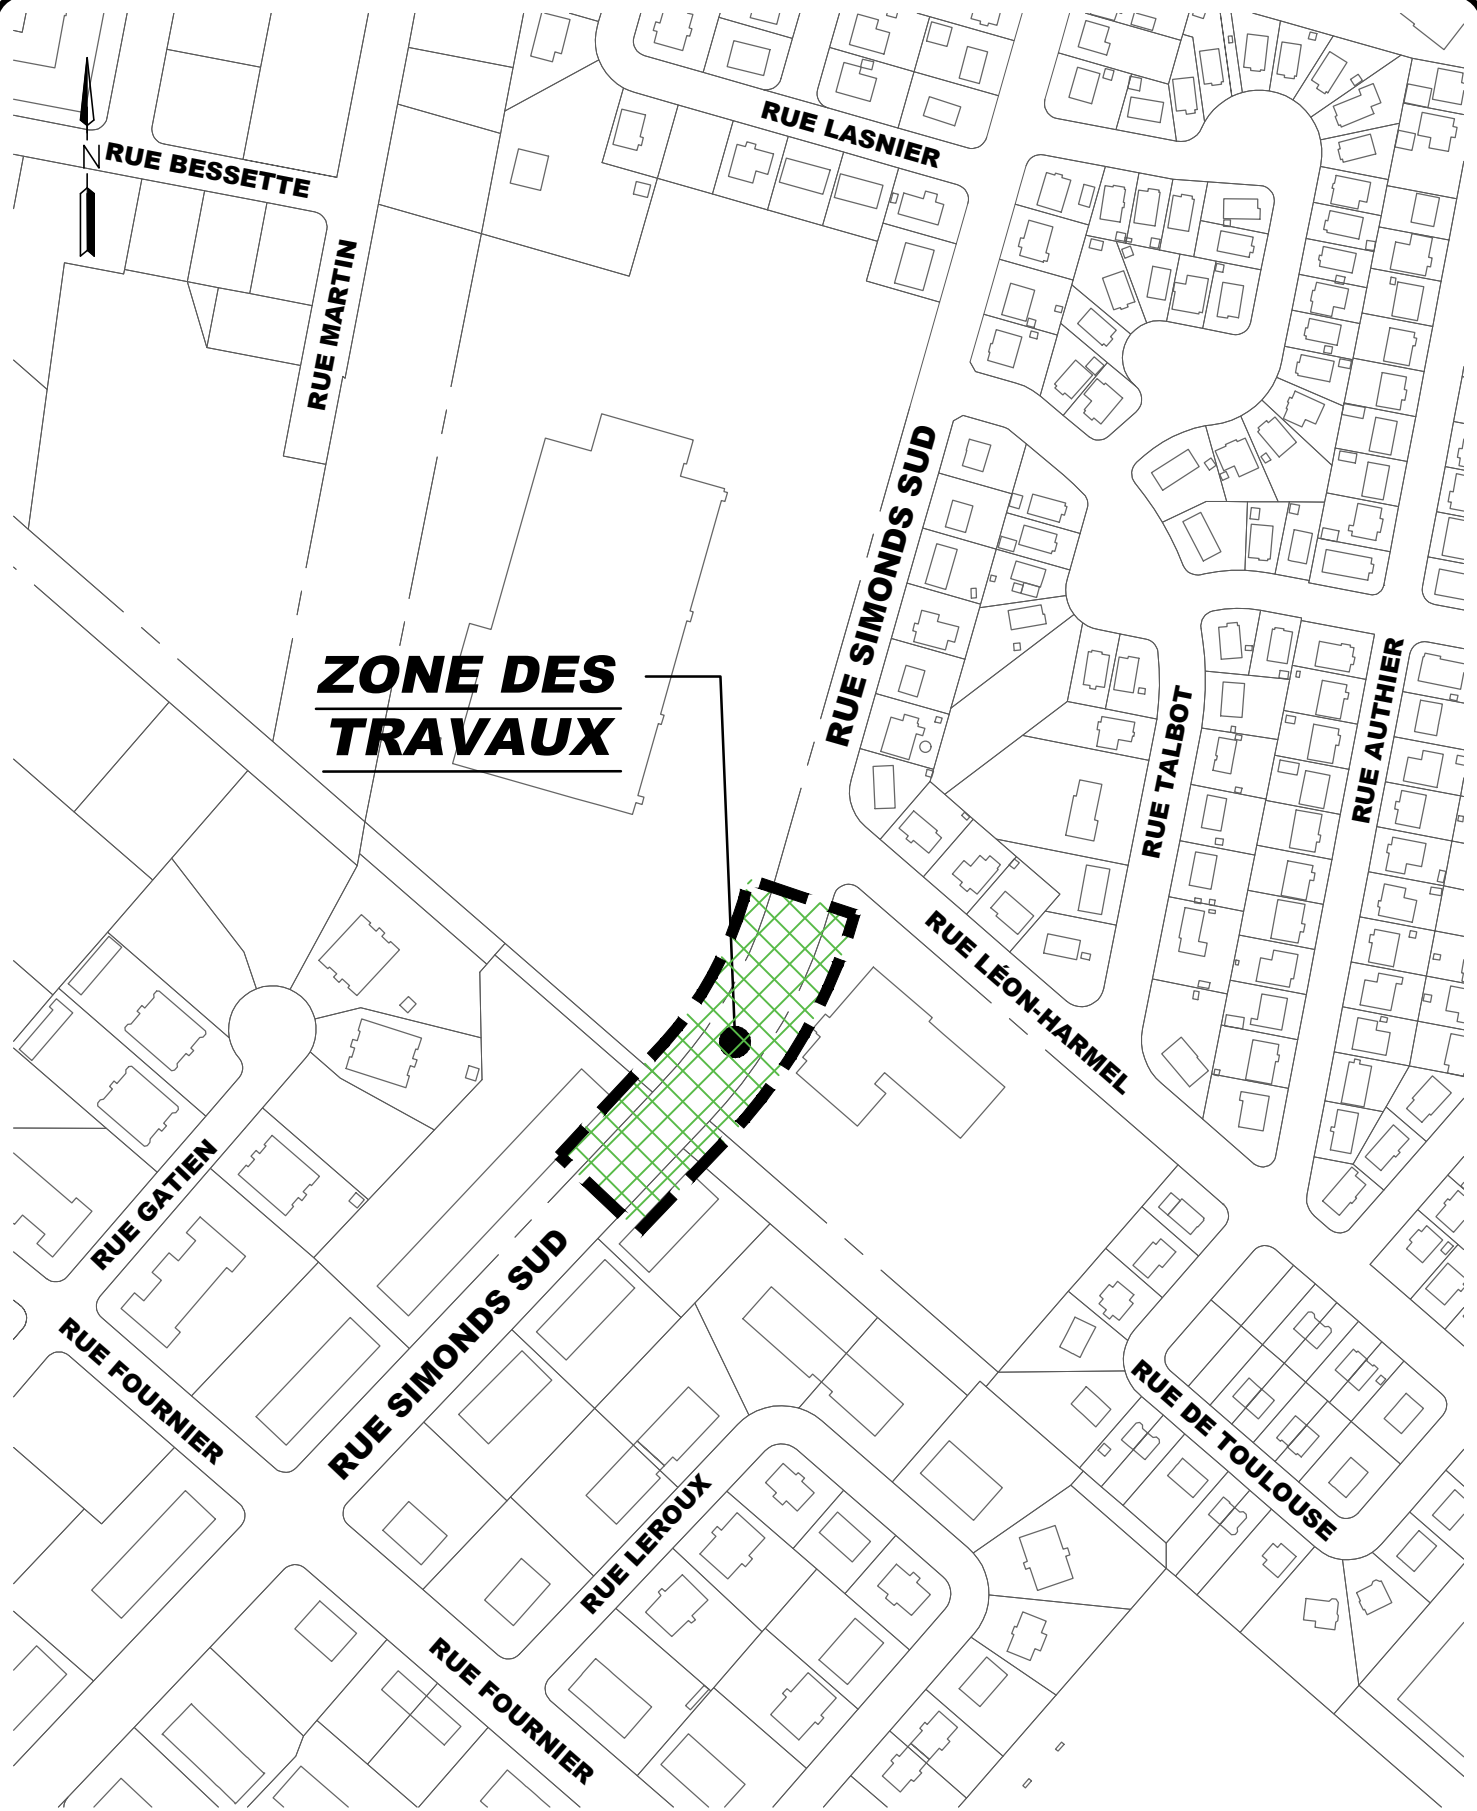 RUE LASNIER
RUE BESSETTE
N
RUE MARTIN
RUE SIMONDS SUD
ZONE DES
TRAVAUX
RUE TALBOT
RUE AUTHIER
RUE LÉON-HARMEL
RUE GATIEN
RUE SIMONDS SUD
RUE FOURNIER
RUE DE TOULOUSE
RUE LEROUX
RUE FOURNIER